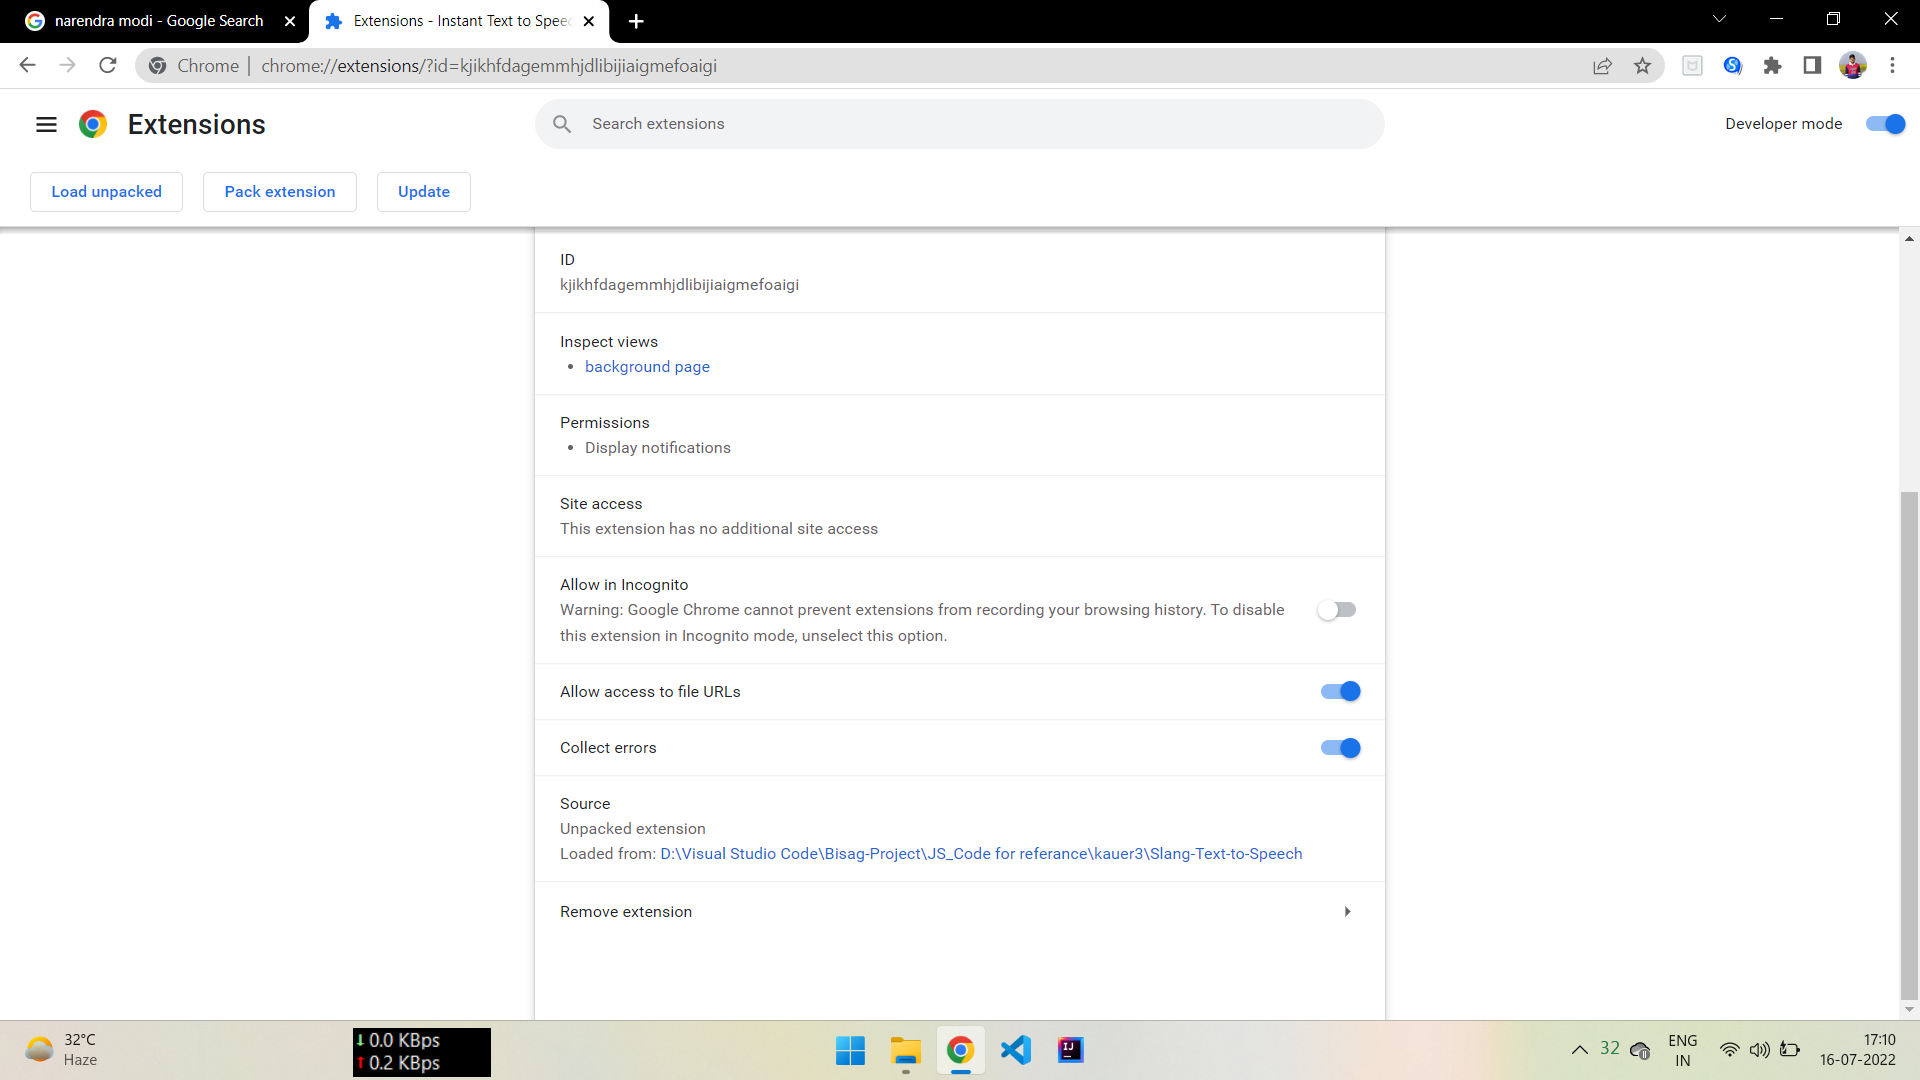 narendra modi - Google Search
Extensions - Instant Text to Spee
Chrome | chrome://extensions/?id=kjikhfdagemmhjdlibijiaigmefoaigi
Extensions
Search extensions
Developer mode
Load unpacked
Pack extension
Update
ID
kjikhfdagemmhjdlibijiaigmefoaigi
Inspect views
• background page
Permissions
• Display notifications
Site access
This extension has no additional site access
Allow in Incognito
Warning: Google Chrome cannot prevent extensions from recording your browsing history. To disable
this extension in Incognito mode, unselect this option.
Allow access to file URLs
Collect errors
Source
Unpacked extension
Loaded from: D:\Visual Studio Code\Bisag-Project\JS_Code for referance\kauer3\Slang-Text-to-Speech
Remove extension
32°C
Haze
0.0 KBps
0.2 KBps
IJ
32
ENG
IN
17:10
16-07-2022